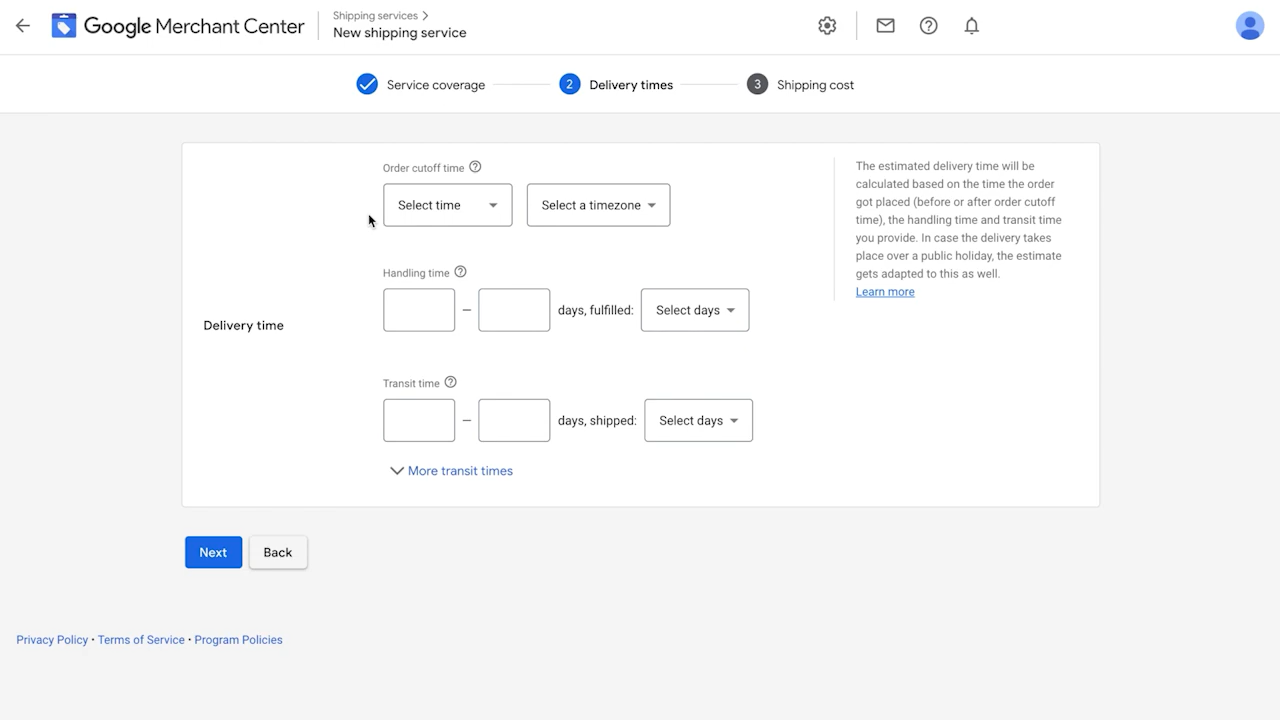 Google Merchant Center
Shipping services
New shipping service
Service coverage
2 Delivery times
3 Shipping cost
Order cutoff time
Select time
Select a timezone
Handling time
– days, fulfilled: Select days
Delivery time
Transit time
– days, shipped: Select days
More transit times
The estimated delivery time will be
calculated based on the time the order
got placed (before or after order cutoff
time), the handling time and transit time
you provide. In case the delivery takes
place over a public holiday, the estimate
gets adapted to this as well.
Learn more
Next
Back
Privacy Policy • Terms of Service • Program Policies